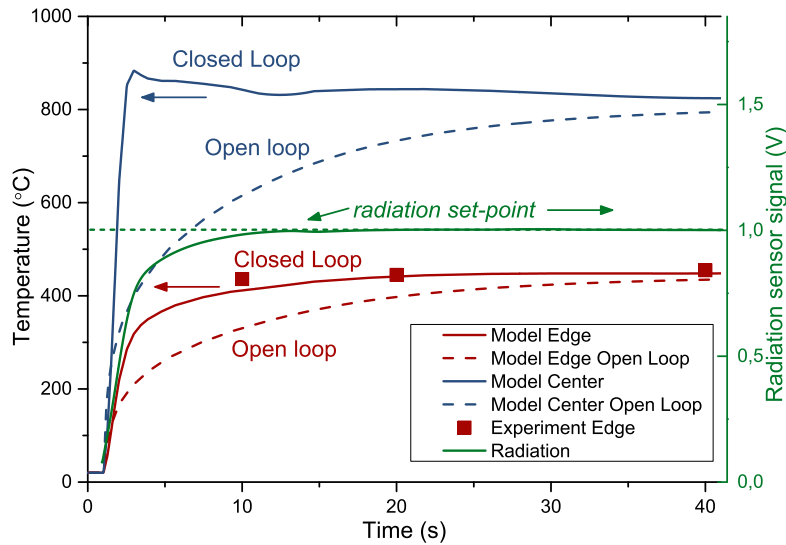 1000
800
600
400
200
0
Temperature (°C)
Closed Loop
Open loop
radiation set-point
Closed Loop
Open loop
Model Edge
Model Edge Open Loop
Model Center
Model Center Open Loop
Experiment Edge
Radiation
1,5
1,0
0,5
0,0
Radiation sensor signal (V)
0 10 20 30 40
Time (s)